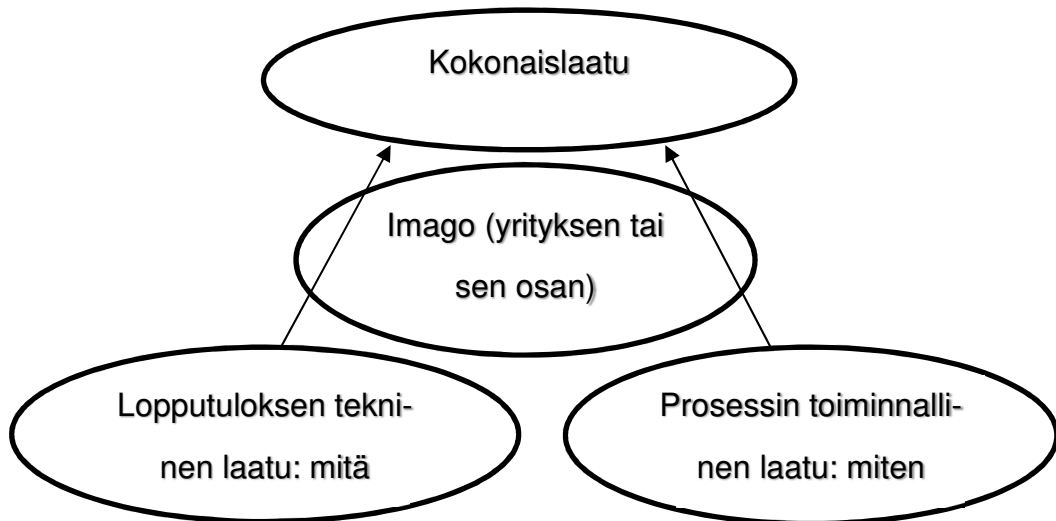 Kokonaislaatu
Imago (yrityksen tai
sen osan)
Lopputuloksen tekni-
nen laatu: mitä
Prosessin toiminnalli-
nen laatu: miten